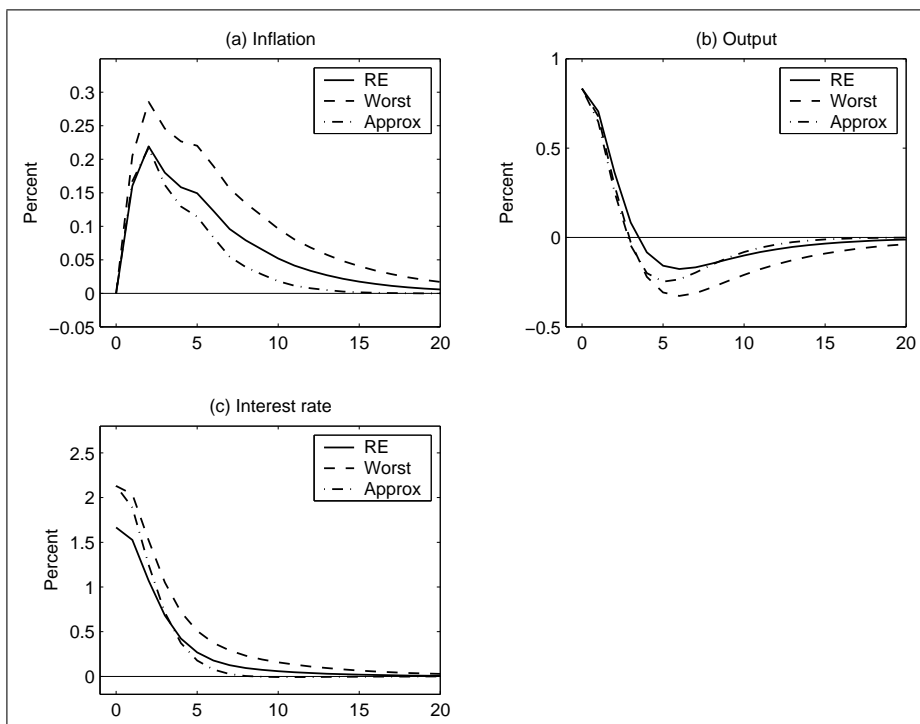 (a) Inflation
Percent
0.3
0.25
0.2
0.15
0.1
0.05
0
−0.05
0 5 10 15 20
RE
Worst
Approx
(b) Output
Percent
1
0.5
0
−0.5
0 5 10 15 20
RE
Worst
Approx
(c) Interest rate
Percent
2.5
2
1.5
1
0.5
0
0 5 10 15 20
RE
Worst
Approx